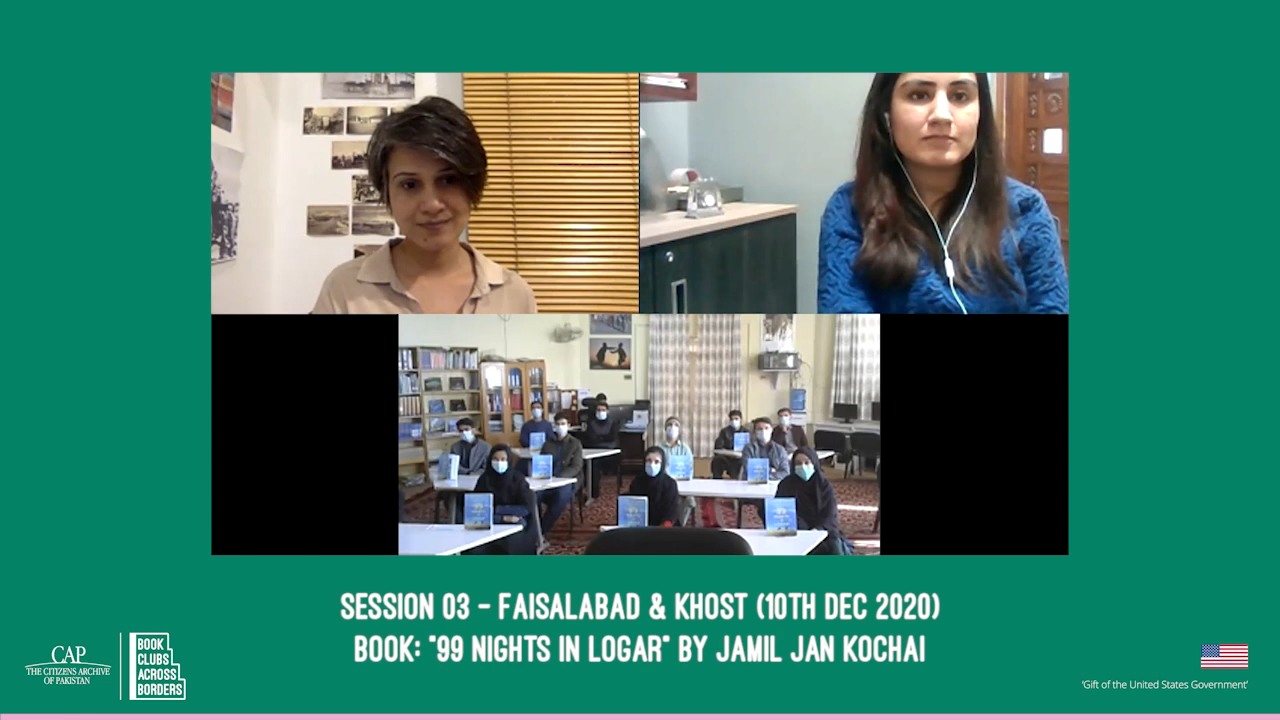 SESSION 03 - FAISALABAD & KHOST (10TH DEC 2020)
BOOK: "99 NIGHTS IN LOGAR" BY JAMIL JAN KOCHAI
CAP
THE CITIZENS ARCHIVE
OF PAKISTAN
BOOK
CLUBS
ACROSS
BORDERS
'Gift of the United States Government'